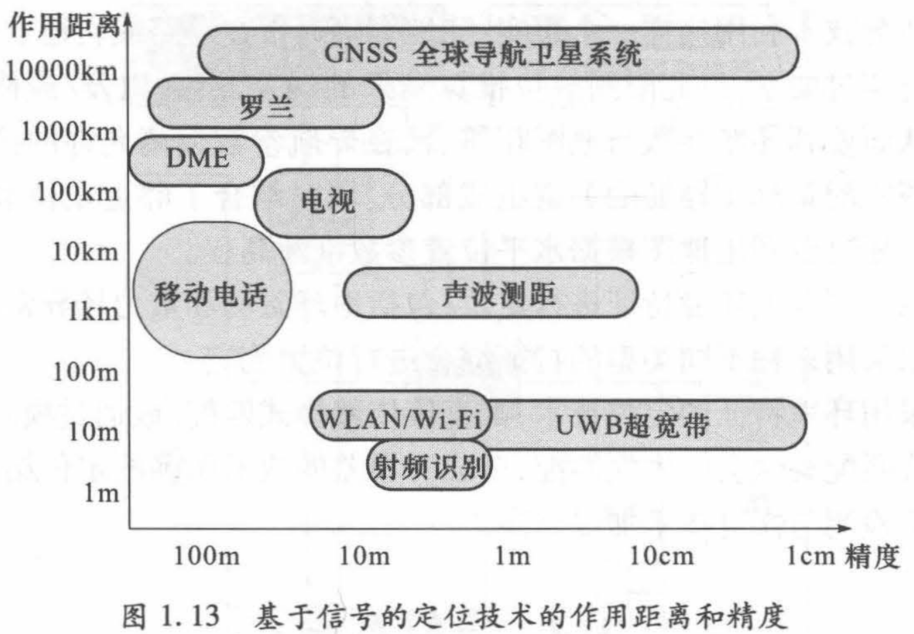 作用距离
GNSS 全球导航卫星系统
10000km
罗兰
1000km
DME
100km
电视
10km
移动电话
声波测距
1km
100m
WLAN/Wi-Fi
UWB超宽带
10m
射频识别
1m
100m 10m 1m 10cm 1cm 精度
图 1.13 基于信号的定位技术的作用距离和精度